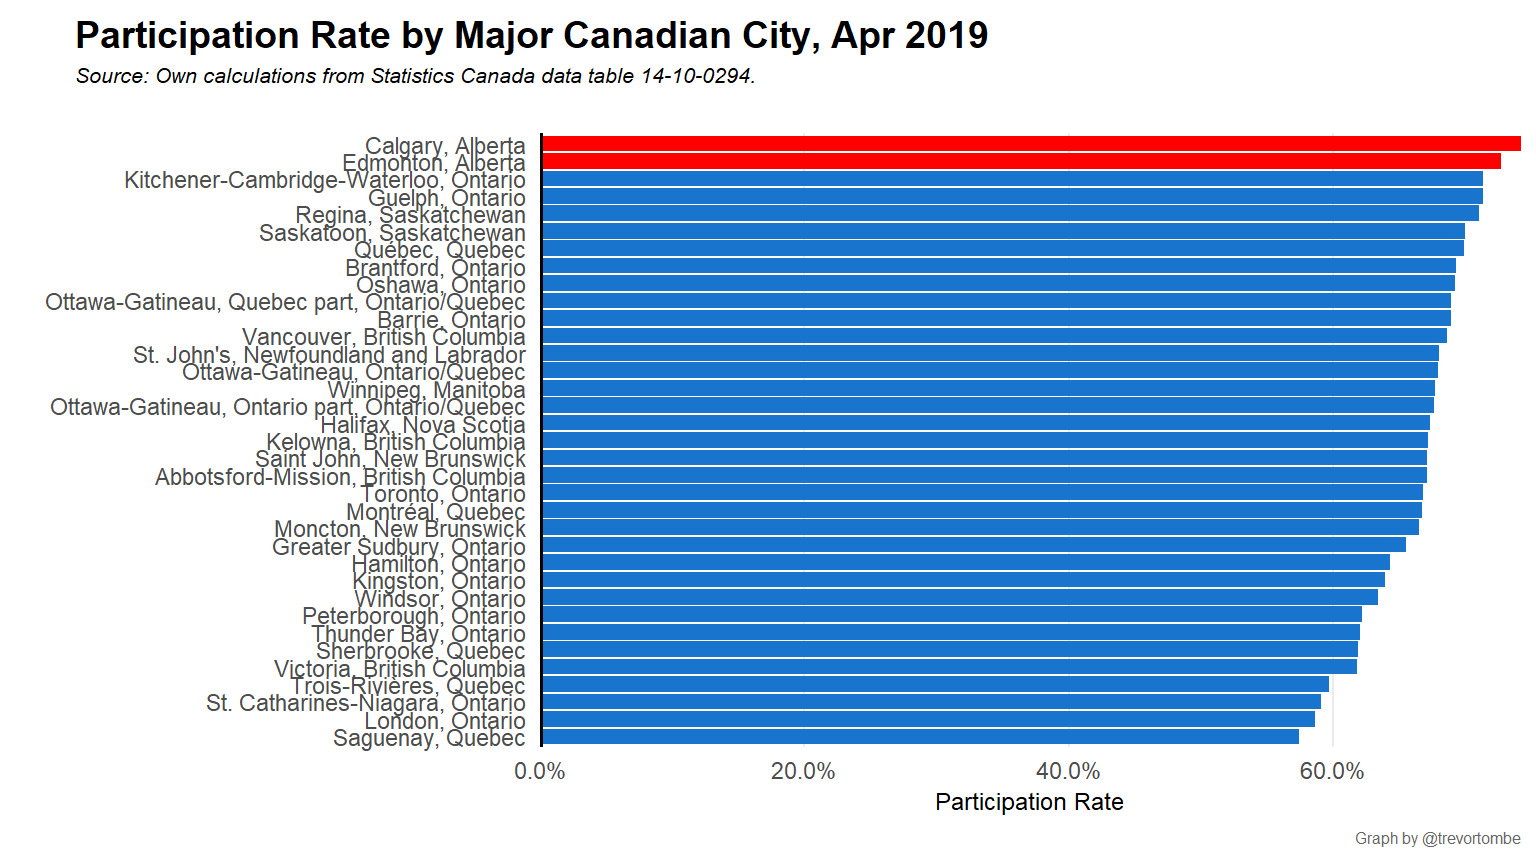 Participation Rate by Major Canadian City, Apr 2019
Source: Own calculations from Statistics Canada data table 14-10-0294.
Calgary, Alberta
Edmonton, Alberta
Kitchener-Cambridge-Waterloo, Ontario
Guelph, Ontario
Regina, Saskatchewan
Saskatoon, Saskatchewan
Québec, Quebec
Brantford, Ontario
Oshawa, Ontario
Ottawa-Gatineau, Quebec part, Ontario/Quebec
Barrie, Ontario
Vancouver, British Columbia
St. John's, Newfoundland and Labrador
Ottawa-Gatineau, Ontario/Quebec
Winnipeg, Manitoba
Ottawa-Gatineau, Ontario part, Ontario/Quebec
Halifax, Nova Scotia
Kelowna, British Columbia
Saint John, New Brunswick
Abbotsford-Mission, British Columbia
Toronto, Ontario
Montréal, Quebec
Moncton, New Brunswick
Greater Sudbury, Ontario
Hamilton, Ontario
Kingston, Ontario
Windsor, Ontario
Peterborough, Ontario
Thunder Bay, Ontario
Sherbrooke, Quebec
Victoria, British Columbia
Trois-Rivières, Quebec
St. Catharines-Niagara, Ontario
London, Ontario
Saguenay, Quebec
0.0% 20.0% 40.0% 60.0%
Participation Rate
Graph by @trevortombe